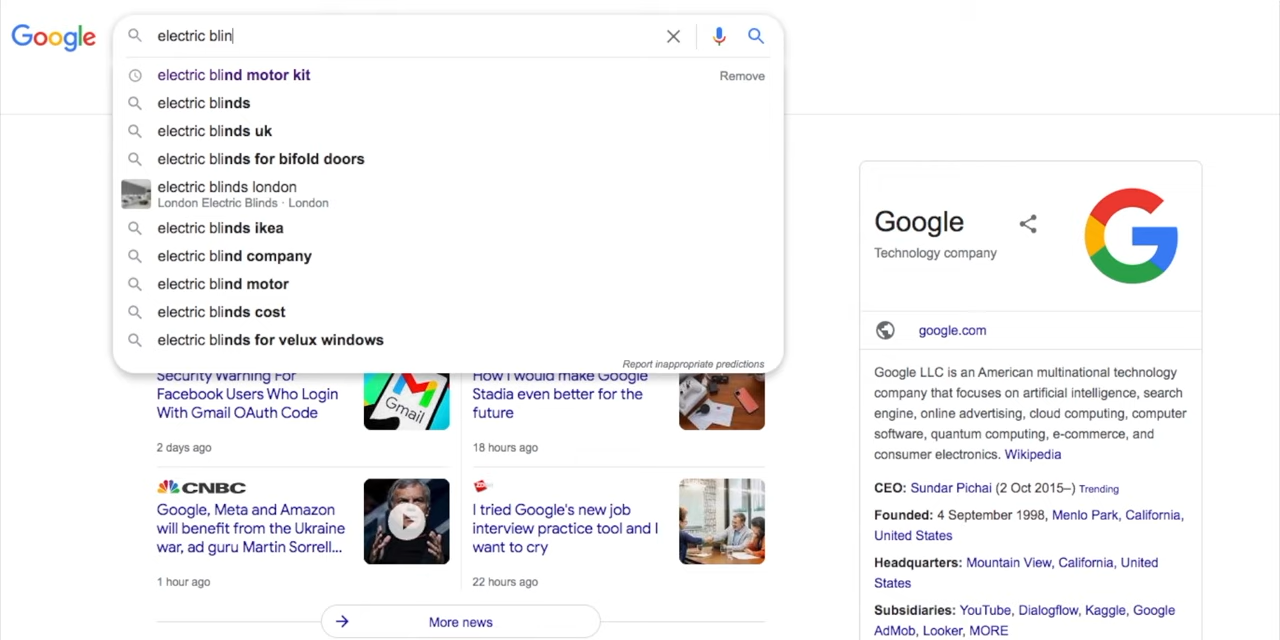 Google
electric blin
electric blind motor kit
Remove
electric blinds
electric blinds uk
electric blinds for bifold doors
electric blinds london
London Electric Blinds · London
electric blinds ikea
electric blind company
electric blind motor
electric blinds cost
electric blinds for velux windows
Report inappropriate predictions
Security Warning For
Facebook Users Who Login
With Gmail OAuth Code
2 days ago
Gmail
How I would make Google
Stadia even better for the
future
18 hours ago
CNBC
Google, Meta and Amazon
will benefit from the Ukraine
war, ad guru Martin Sorrell...
1 hour ago
I tried Google's new job
interview practice tool and I
want to cry
22 hours ago
More news
Google
Technology company
google.com
Google LLC is an American multinational technology
company that focuses on artificial intelligence, search
engine, online advertising, cloud computing, computer
software, quantum computing, e-commerce, and
consumer electronics. Wikipedia
CEO: Sundar Pichai (2 Oct 2015–) Trending
Founded: 4 September 1998, Menlo Park, California,
United States
Headquarters: Mountain View, California, United
States
Subsidiaries: YouTube, Dialogflow, Kaggle, Google
AdMob, Looker, MORE